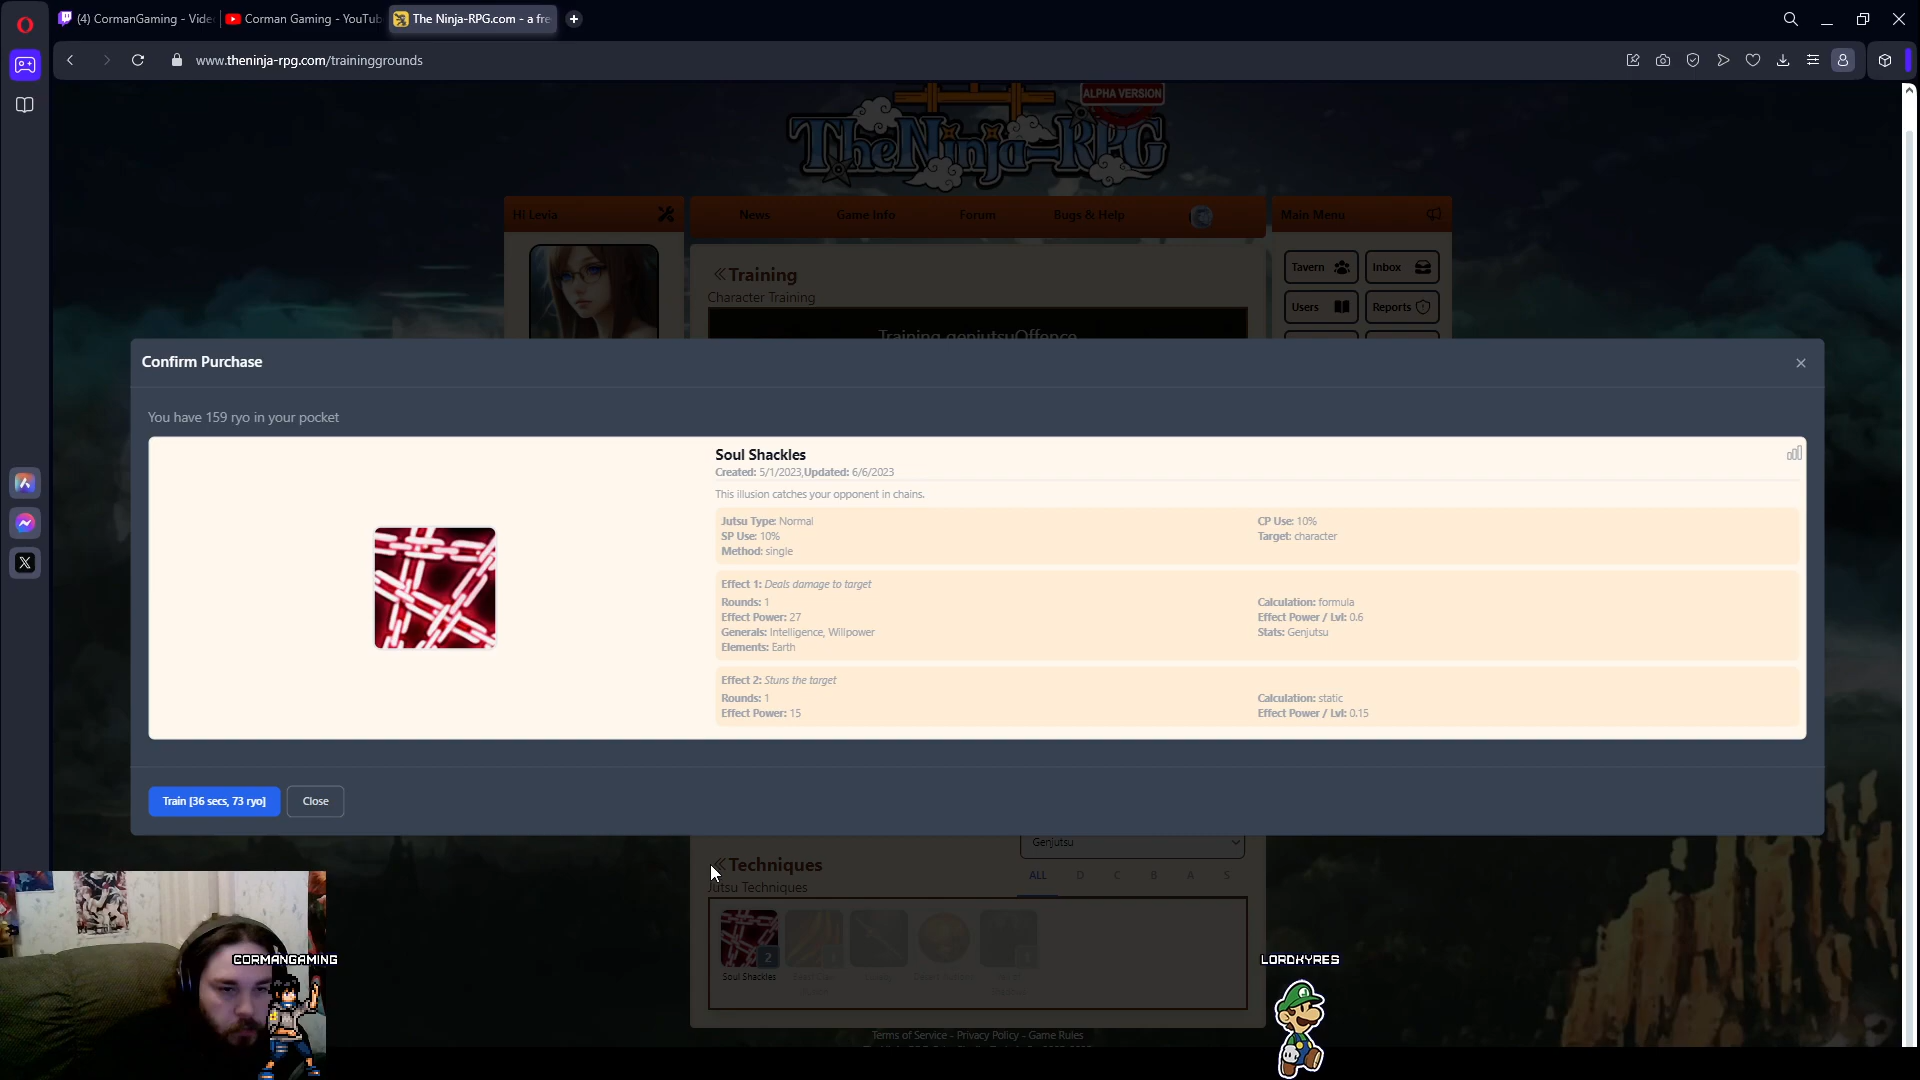 (4) CormanGaming - Vide
Corman Gaming - YouTub
The Ninja-RPG.com - a fre
www.theninja-rpg.com/traininggrounds
ALPHA VERSION
TheNinja-RPG
Hi Levia
News
Game Info
Forum
Bugs & Help
Main Menu
Training
Character Training
Training genjutsuOffence
Tavern
Inbox
Users
Reports
Confirm Purchase
You have 159 ryo in your pocket
Soul Shackles
Created: 5/1/2023,Updated: 6/6/2023
This illusion catches your opponent in chains.
Jutsu Type: Normal
CP Use: 10%
SP Use: 10%
Target: character
Method: single
Effect 1: Deals damage to target
Rounds: 1
Calculation: formula
Effect Power: 27
Effect Power / Lvl: 0.6
Generals: Intelligence, Willpower
Stats: Genjutsu
Elements: Earth
Effect 2: Stuns the target
Rounds: 1
Calculation: static
Effect Power: 15
Effect Power / Lvl: 0.15
Train [36 secs, 73 ryo]
Close
Genjutsu
Techniques
Jutsu Techniques
ALL
D
C
B
A
S
2
1
1
Soul Shackles
Terms of Service - Privacy Policy - Game Rules
CORMANGAMING
LORDKYRES